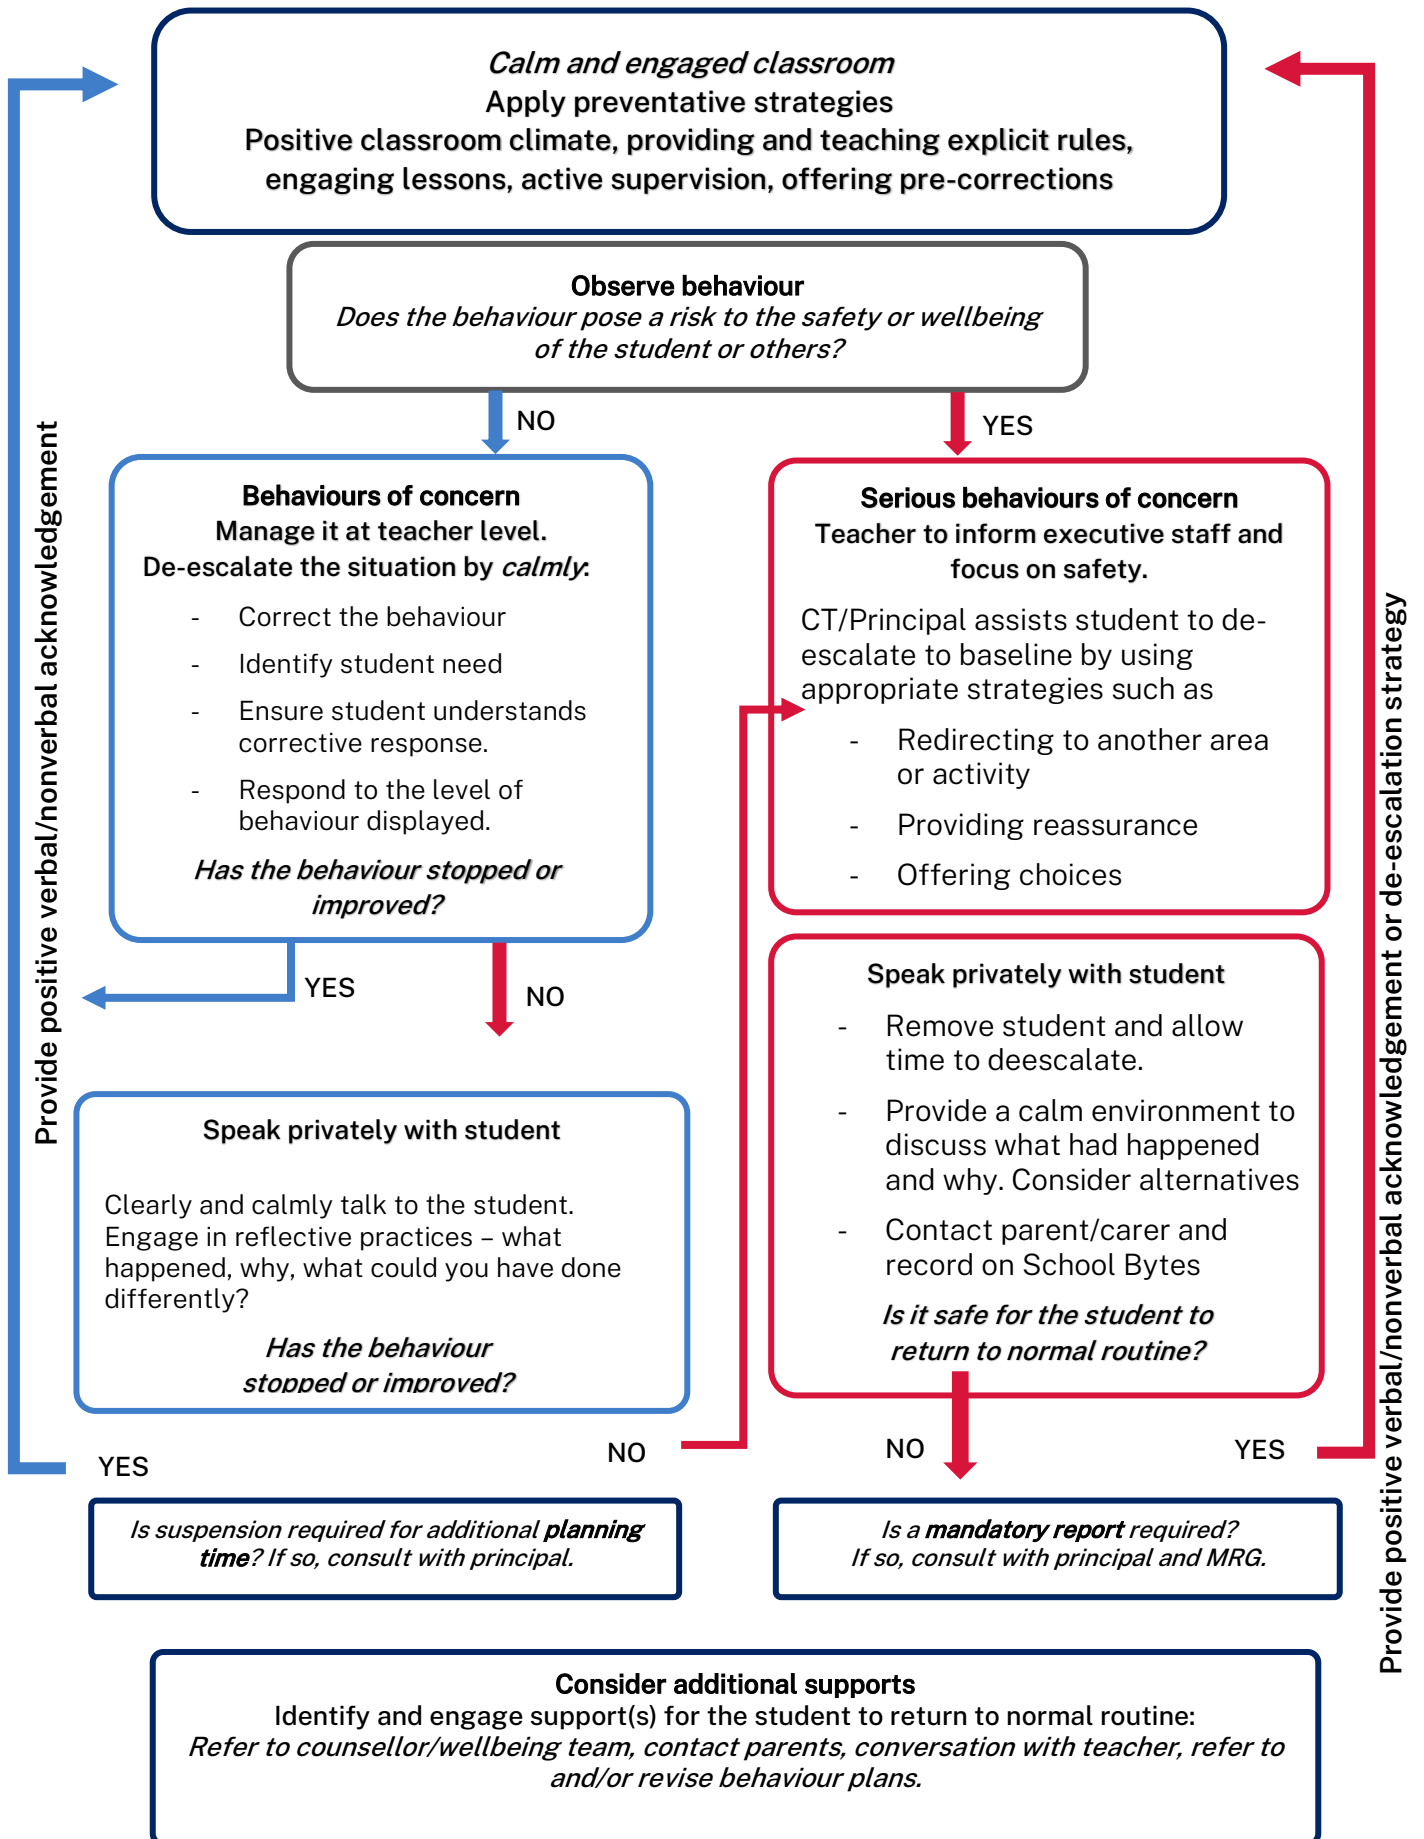 Calm and engaged classroom
Apply preventative strategies
Positive classroom climate, providing and teaching explicit rules,
engaging lessons, active supervision, offering pre-corrections
Observe behaviour
Does the behaviour pose a risk to the safety or wellbeing
of the student or others?
NO
YES
Provide positive verbal/nonverbal acknowledgement
Behaviours of concern
Manage it at teacher level.
De-escalate the situation by calmly:
- Correct the behaviour
- Identify student need
- Ensure student understands
corrective response.
- Respond to the level of
behaviour displayed.
Has the behaviour stopped or
improved?
YES
NO
Speak privately with student
Clearly and calmly talk to the student.
Engage in reflective practices – what
happened, why, what could you have done
differently?
Has the behaviour
stopped or improved?
YES
NO
Serious behaviours of concern
Teacher to inform executive staff and
focus on safety.
CT/Principal assists student to de-
escalate to baseline by using
appropriate strategies such as
- Redirecting to another area
or activity
- Providing reassurance
- Offering choices
Speak privately with student
- Remove student and allow
time to deescalate.
- Provide a calm environment to
discuss what had happened
and why. Consider alternatives
- Contact parent/carer and
record on School Bytes
Is it safe for the student to
return to normal routine?
NO
YES
Provide positive verbal/nonverbal acknowledgement or de-escalation strategy
Is suspension required for additional planning
time? If so, consult with principal.
Is a mandatory report required?
If so, consult with principal and MRG.
Consider additional supports
Identify and engage support(s) for the student to return to normal routine:
Refer to counsellor/wellbeing team, contact parents, conversation with teacher, refer to
and/or revise behaviour plans.